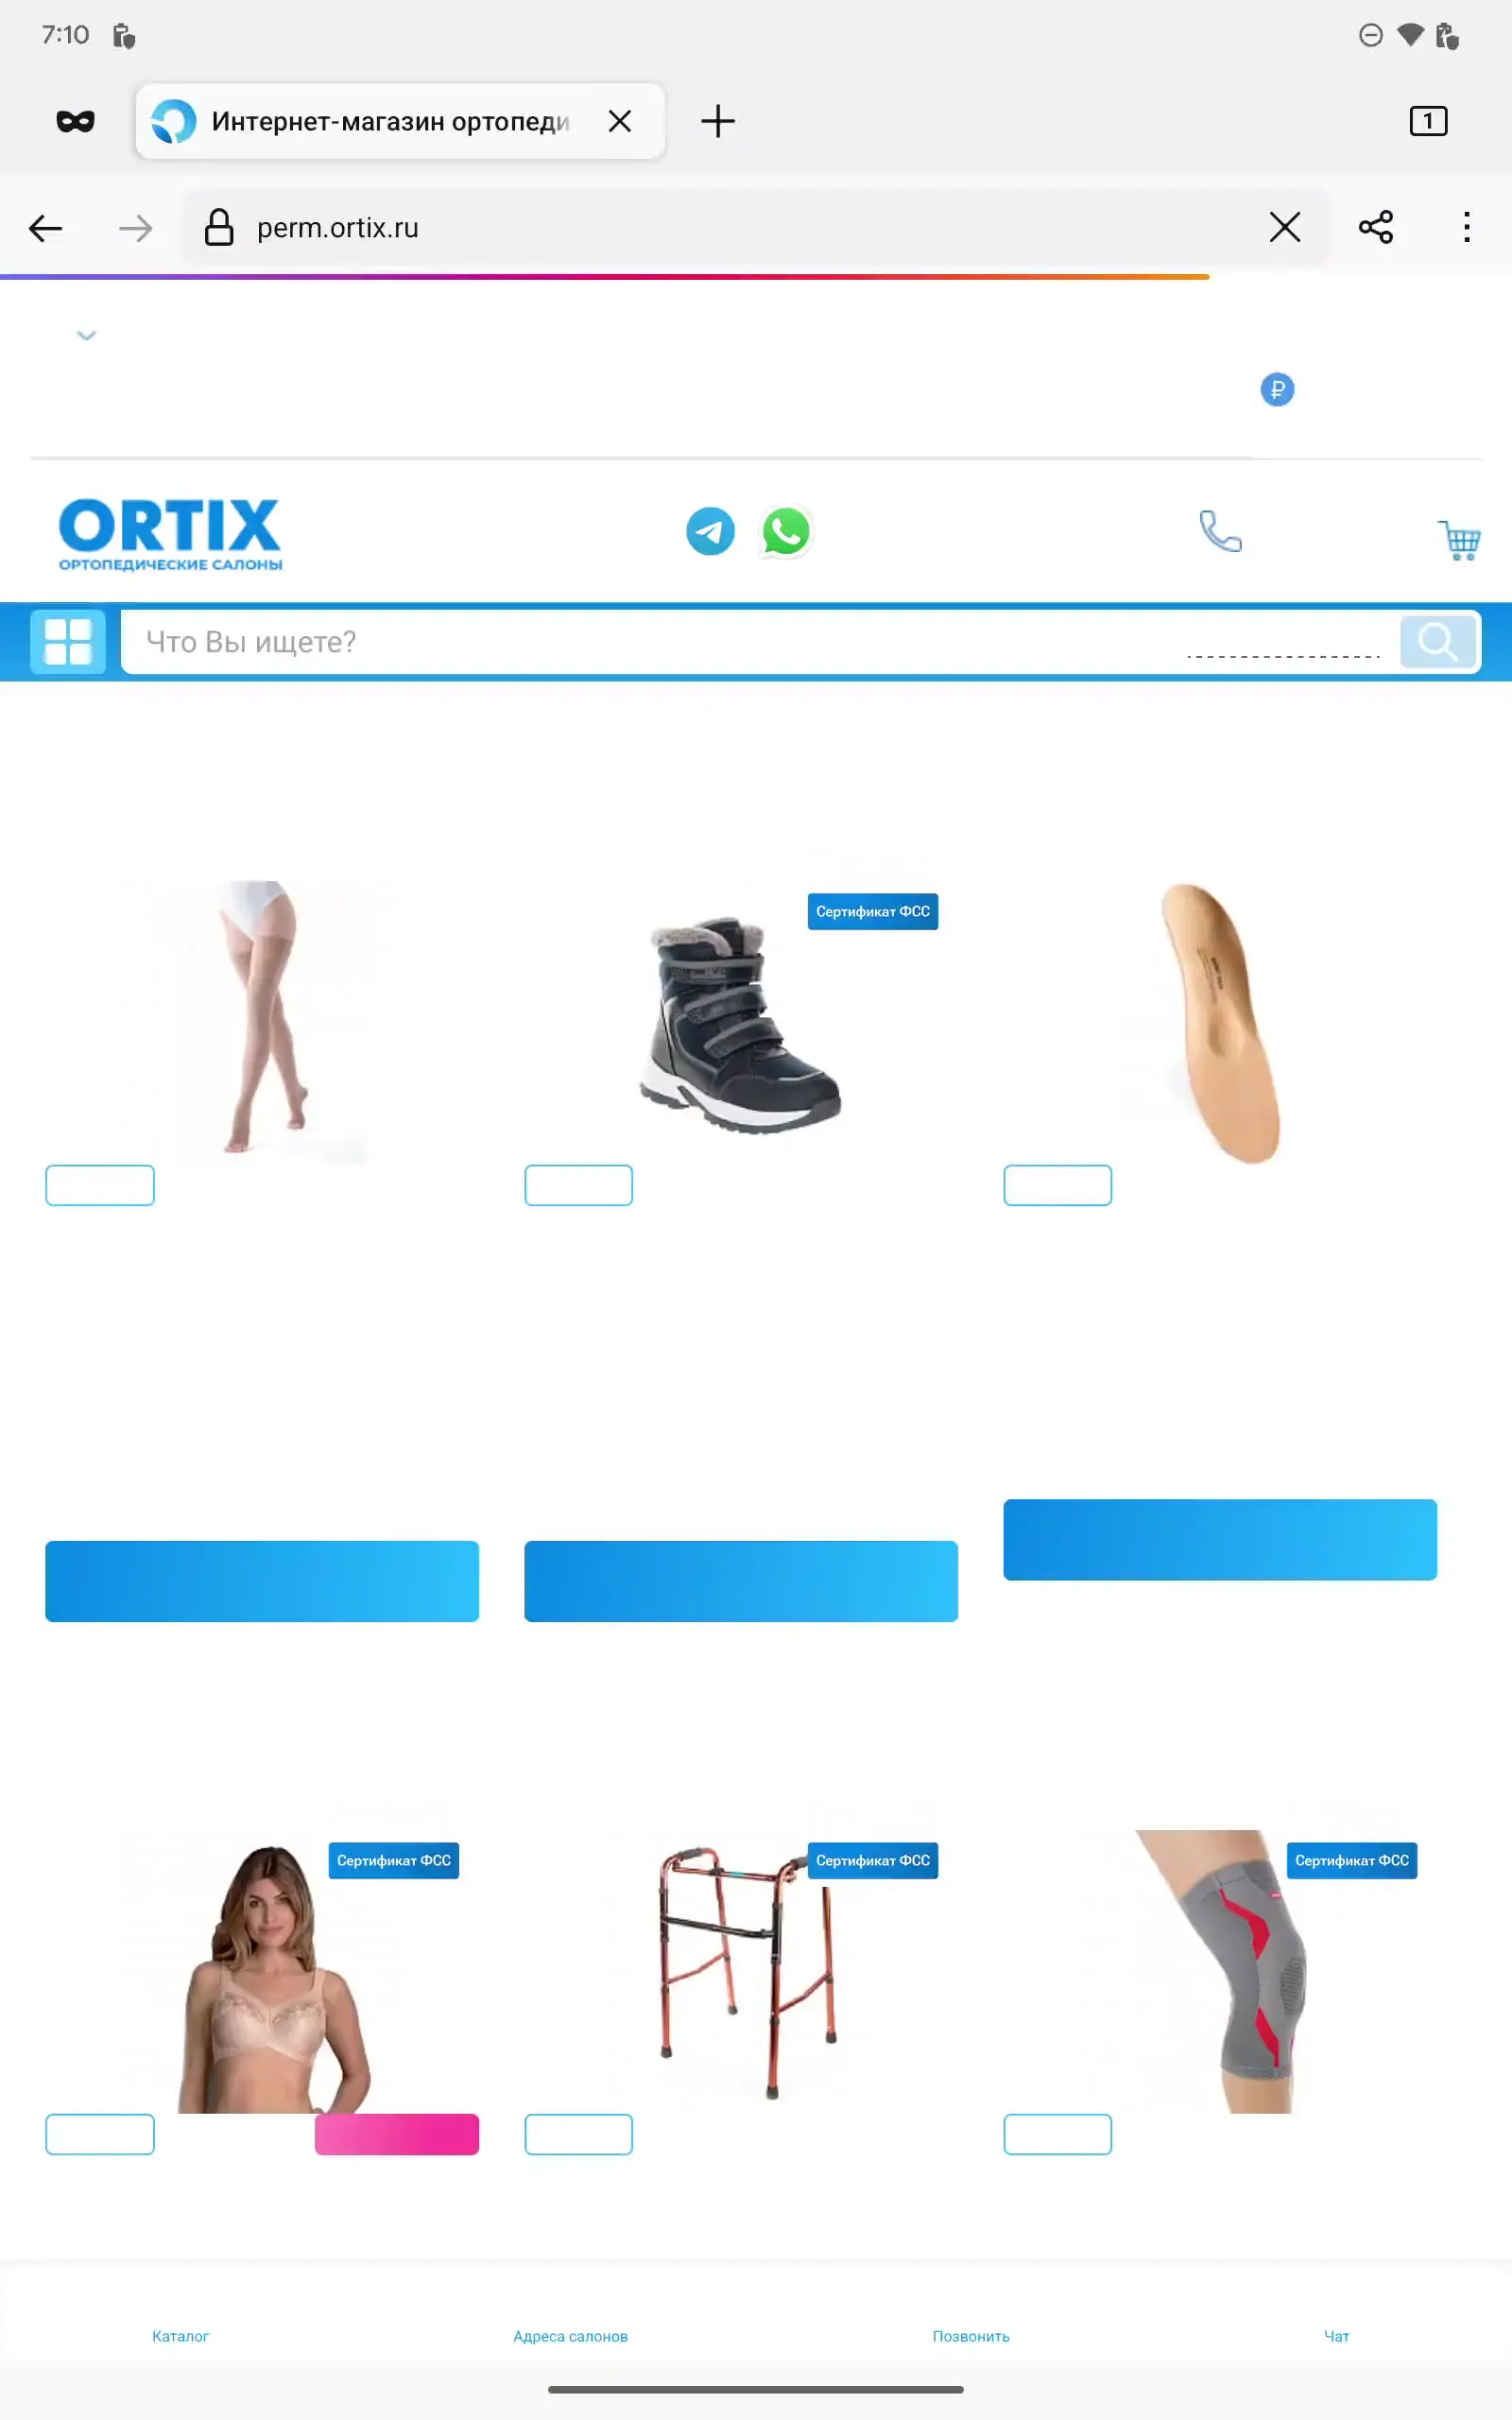 7:10
Интернет-магазин ортопеди
1
perm.ortix.ru
₽
ORTIX
ОРТОПЕДИЧЕСКИЕ САЛОНЫ
Что Вы ищете?
Сертификат ФСС
Сертификат ФСС
Сертификат ФСС
Сертификат ФСС
Каталог
Адреса салонов
Позвонить
Чат